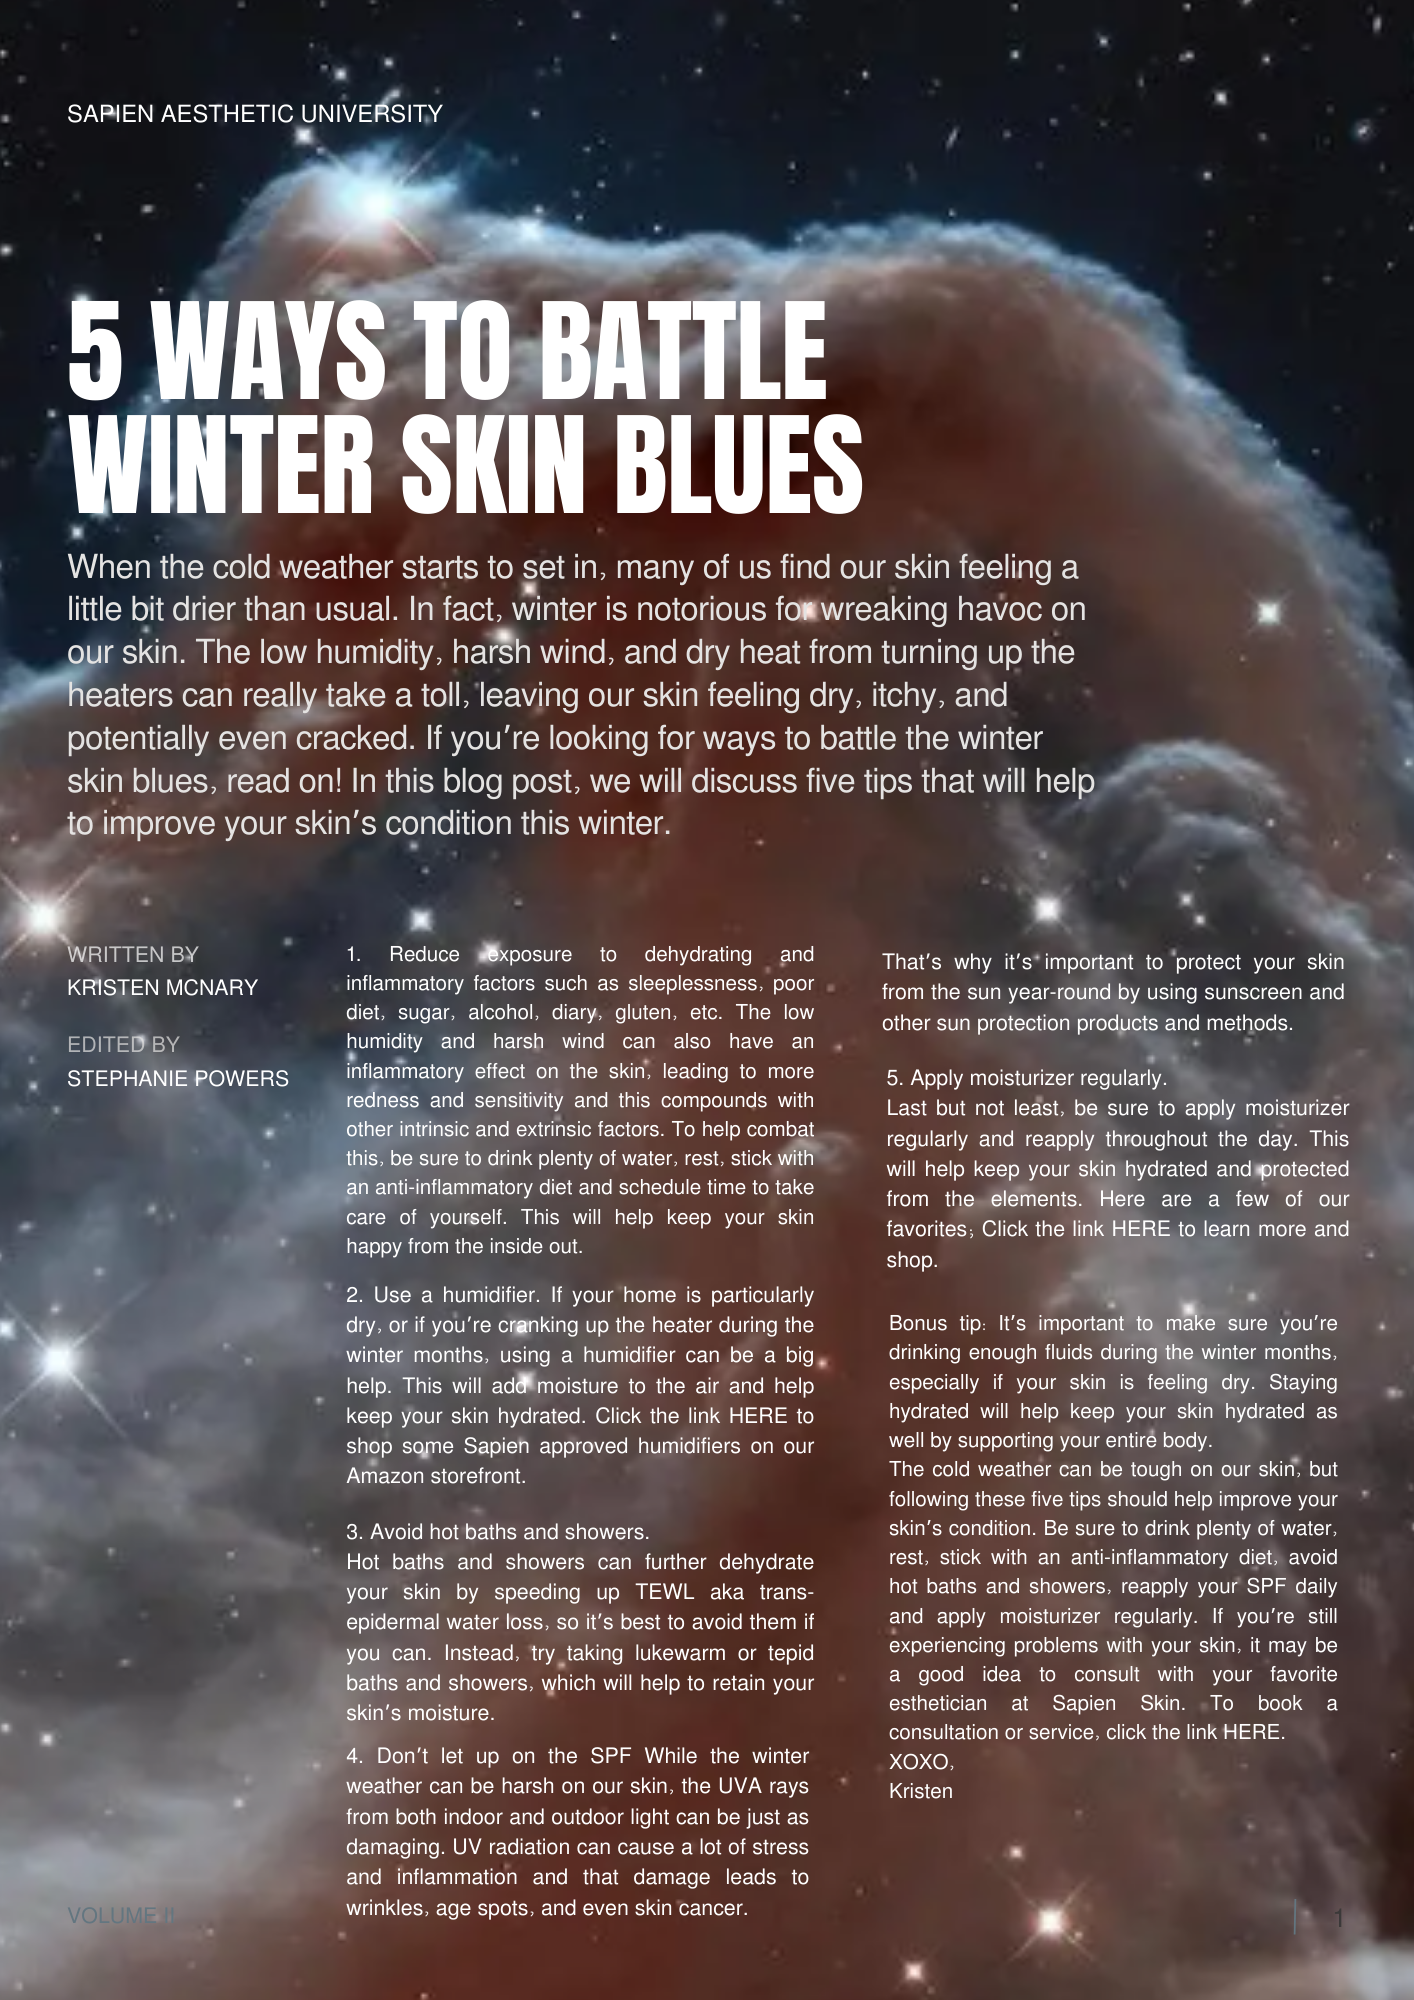 SAPIEN AESTHETIC UNIVERSITY
5 WAYS TO BATTLE
WINTER SKIN BLUES
When the cold weather starts to set in, many of us find our skin feeling a
little bit drier than usual. In fact, winter is notorious for wreaking havoc on
our skin. The low humidity, harsh wind, and dry heat from turning up the
heaters can really take a toll, leaving our skin feeling dry, itchy, and
potentially even cracked. If you're looking for ways to battle the winter
skin blues, read on! In this blog post, we will discuss five tips that will help
to improve your skin's condition this winter.
WRITTEN BY
KRISTEN MCNARY
EDITED BY
STEPHANIE POWERS
1. Reduce exposure to dehydrating and
inflammatory factors such as sleeplessness, poor
diet, sugar, alcohol, diary, gluten, etc. The low
humidity and harsh wind can also have an
inflammatory effect on the skin, leading to more
redness and sensitivity and this compounds with
other intrinsic and extrinsic factors. To help combat
this, be sure to drink plenty of water, rest, stick with
an anti-inflammatory diet and schedule time to take
care of yourself. This will help keep your skin
happy from the inside out.
2. Use a humidifier. If your home is particularly
dry, or if you're cranking up the heater during the
winter months, using a humidifier can be a big
help. This will add moisture to the air and help
keep your skin hydrated. Click the link HERE to
shop some Sapien approved humidifiers on our
Amazon storefront.
3. Avoid hot baths and showers.
Hot baths and showers can further dehydrate
your skin by speeding up TEWL aka trans-
epidermal water loss, so it's best to avoid them if
you can. Instead, try taking lukewarm or tepid
baths and showers, which will help to retain your
skin's moisture.
4. Don't let up on the SPF While the winter
weather can be harsh on our skin, the UVA rays
from both indoor and outdoor light can be just as
damaging. UV radiation can cause a lot of stress
and inflammation and that damage leads to
wrinkles, age spots, and even skin cancer.
That's why it's important to protect your skin
from the sun year-round by using sunscreen and
other sun protection products and methods.
5. Apply moisturizer regularly.
Last but not least, be sure to apply moisturizer
regularly and reapply throughout the day. This
will help keep your skin hydrated and protected
from the elements. Here are a few of our
favorites; Click the link HERE to learn more and
shop.
Bonus tip: It's important to make sure you're
drinking enough fluids during the winter months,
especially if your skin is feeling dry. Staying
hydrated will help keep your skin hydrated as
well by supporting your entire body.
The cold weather can be tough on our skin, but
following these five tips should help improve your
skin's condition. Be sure to drink plenty of water,
rest, stick with an anti-inflammatory diet, avoid
hot baths and showers, reapply your SPF daily
and apply moisturizer regularly. If you're still
experiencing problems with your skin, it may be
a good idea to consult with your favorite
esthetician at Sapien Skin. To book a
consultation or service, click the link HERE.
XOXO,
Kristen
VOLUME II
1